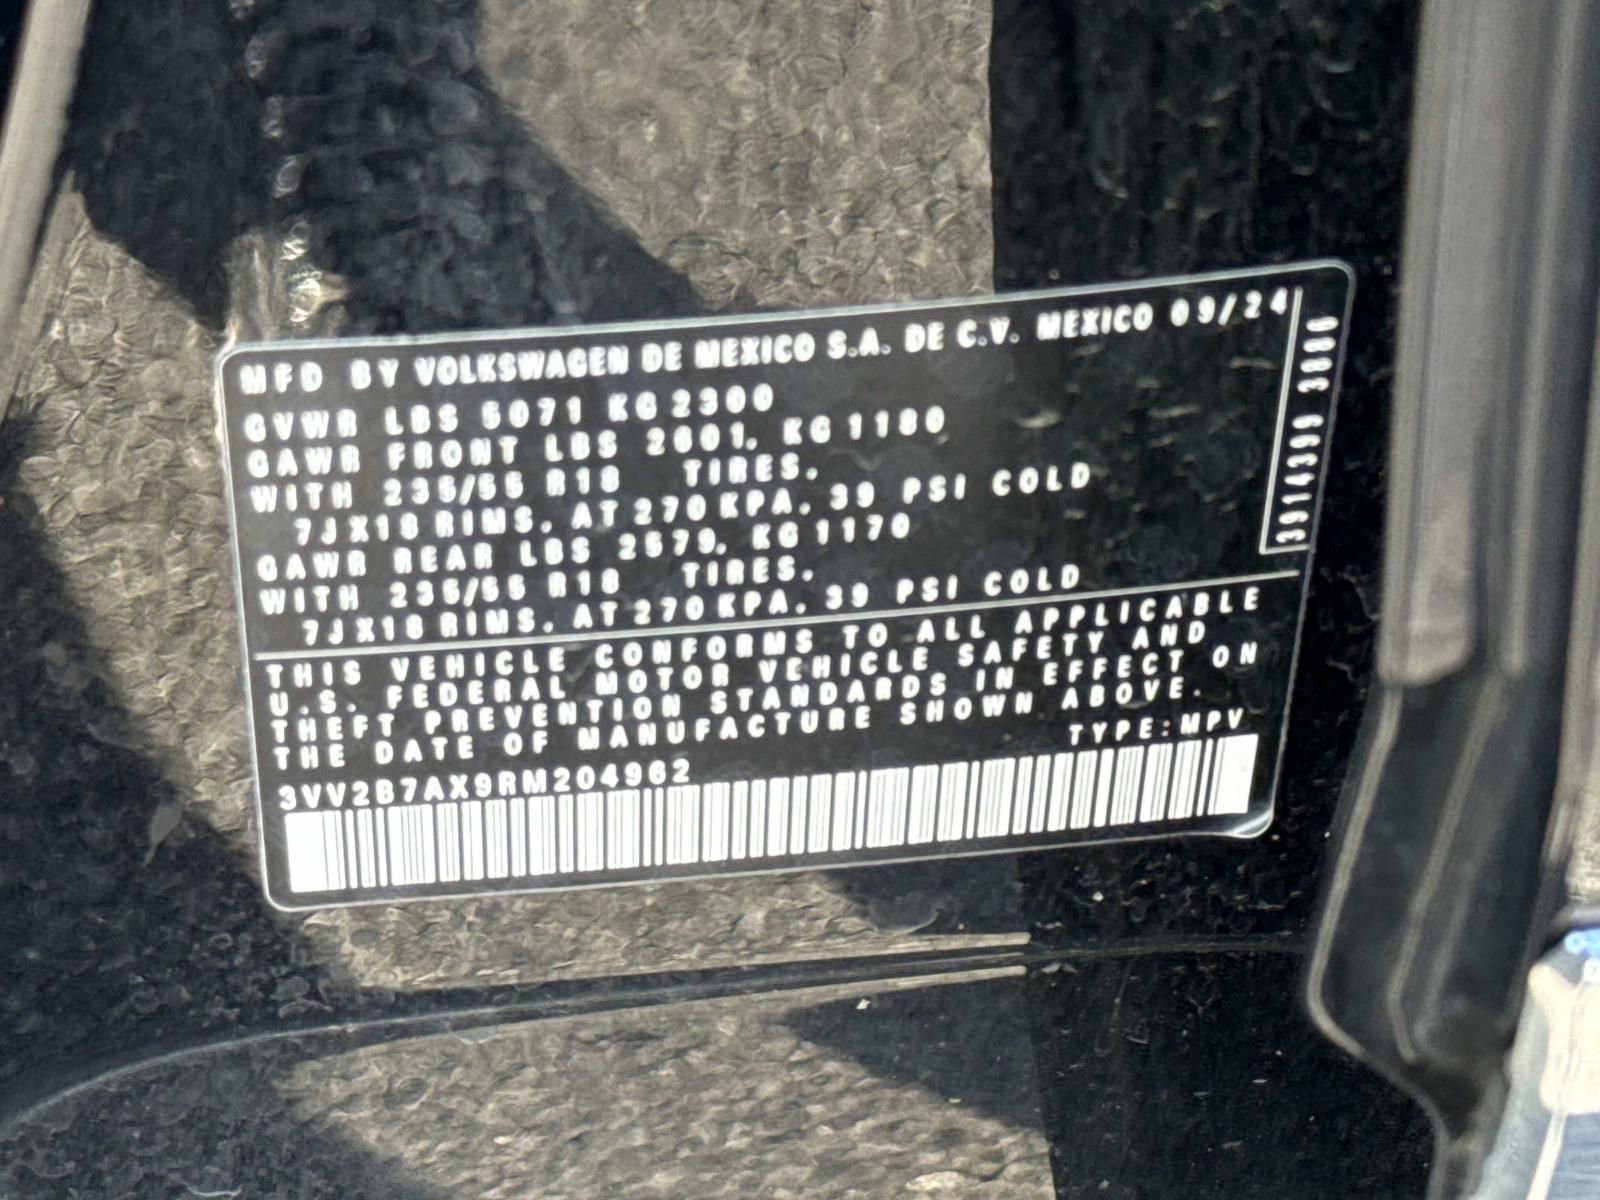 MFD BY VOLKSWAGEN DE MEXICO S.A. DE C.V. MEXICO 09/24
GVWR LBS 5071 KG 2300
GAWR FRONT LBS 2601. KG 1180
WITH 235/55 R18 TIRES.
7JX18 RIMS. AT 270 KPA. 39 PSI COLD
GAWR REAR LBS 2579. KG 1170
WITH 235/55 R18 TIRES.
7JX18 RIMS. AT 270 KPA. 39 PSI COLD
THIS VEHICLE CONFORMS TO ALL APPLICABLE
U.S. FEDERAL MOTOR VEHICLE SAFETY AND
THEFT PREVENTION STANDARDS IN EFFECT ON
THE DATE OF MANUFACTURE SHOWN ABOVE.
TYPE: MPV
3VV2B7AX9RM204962